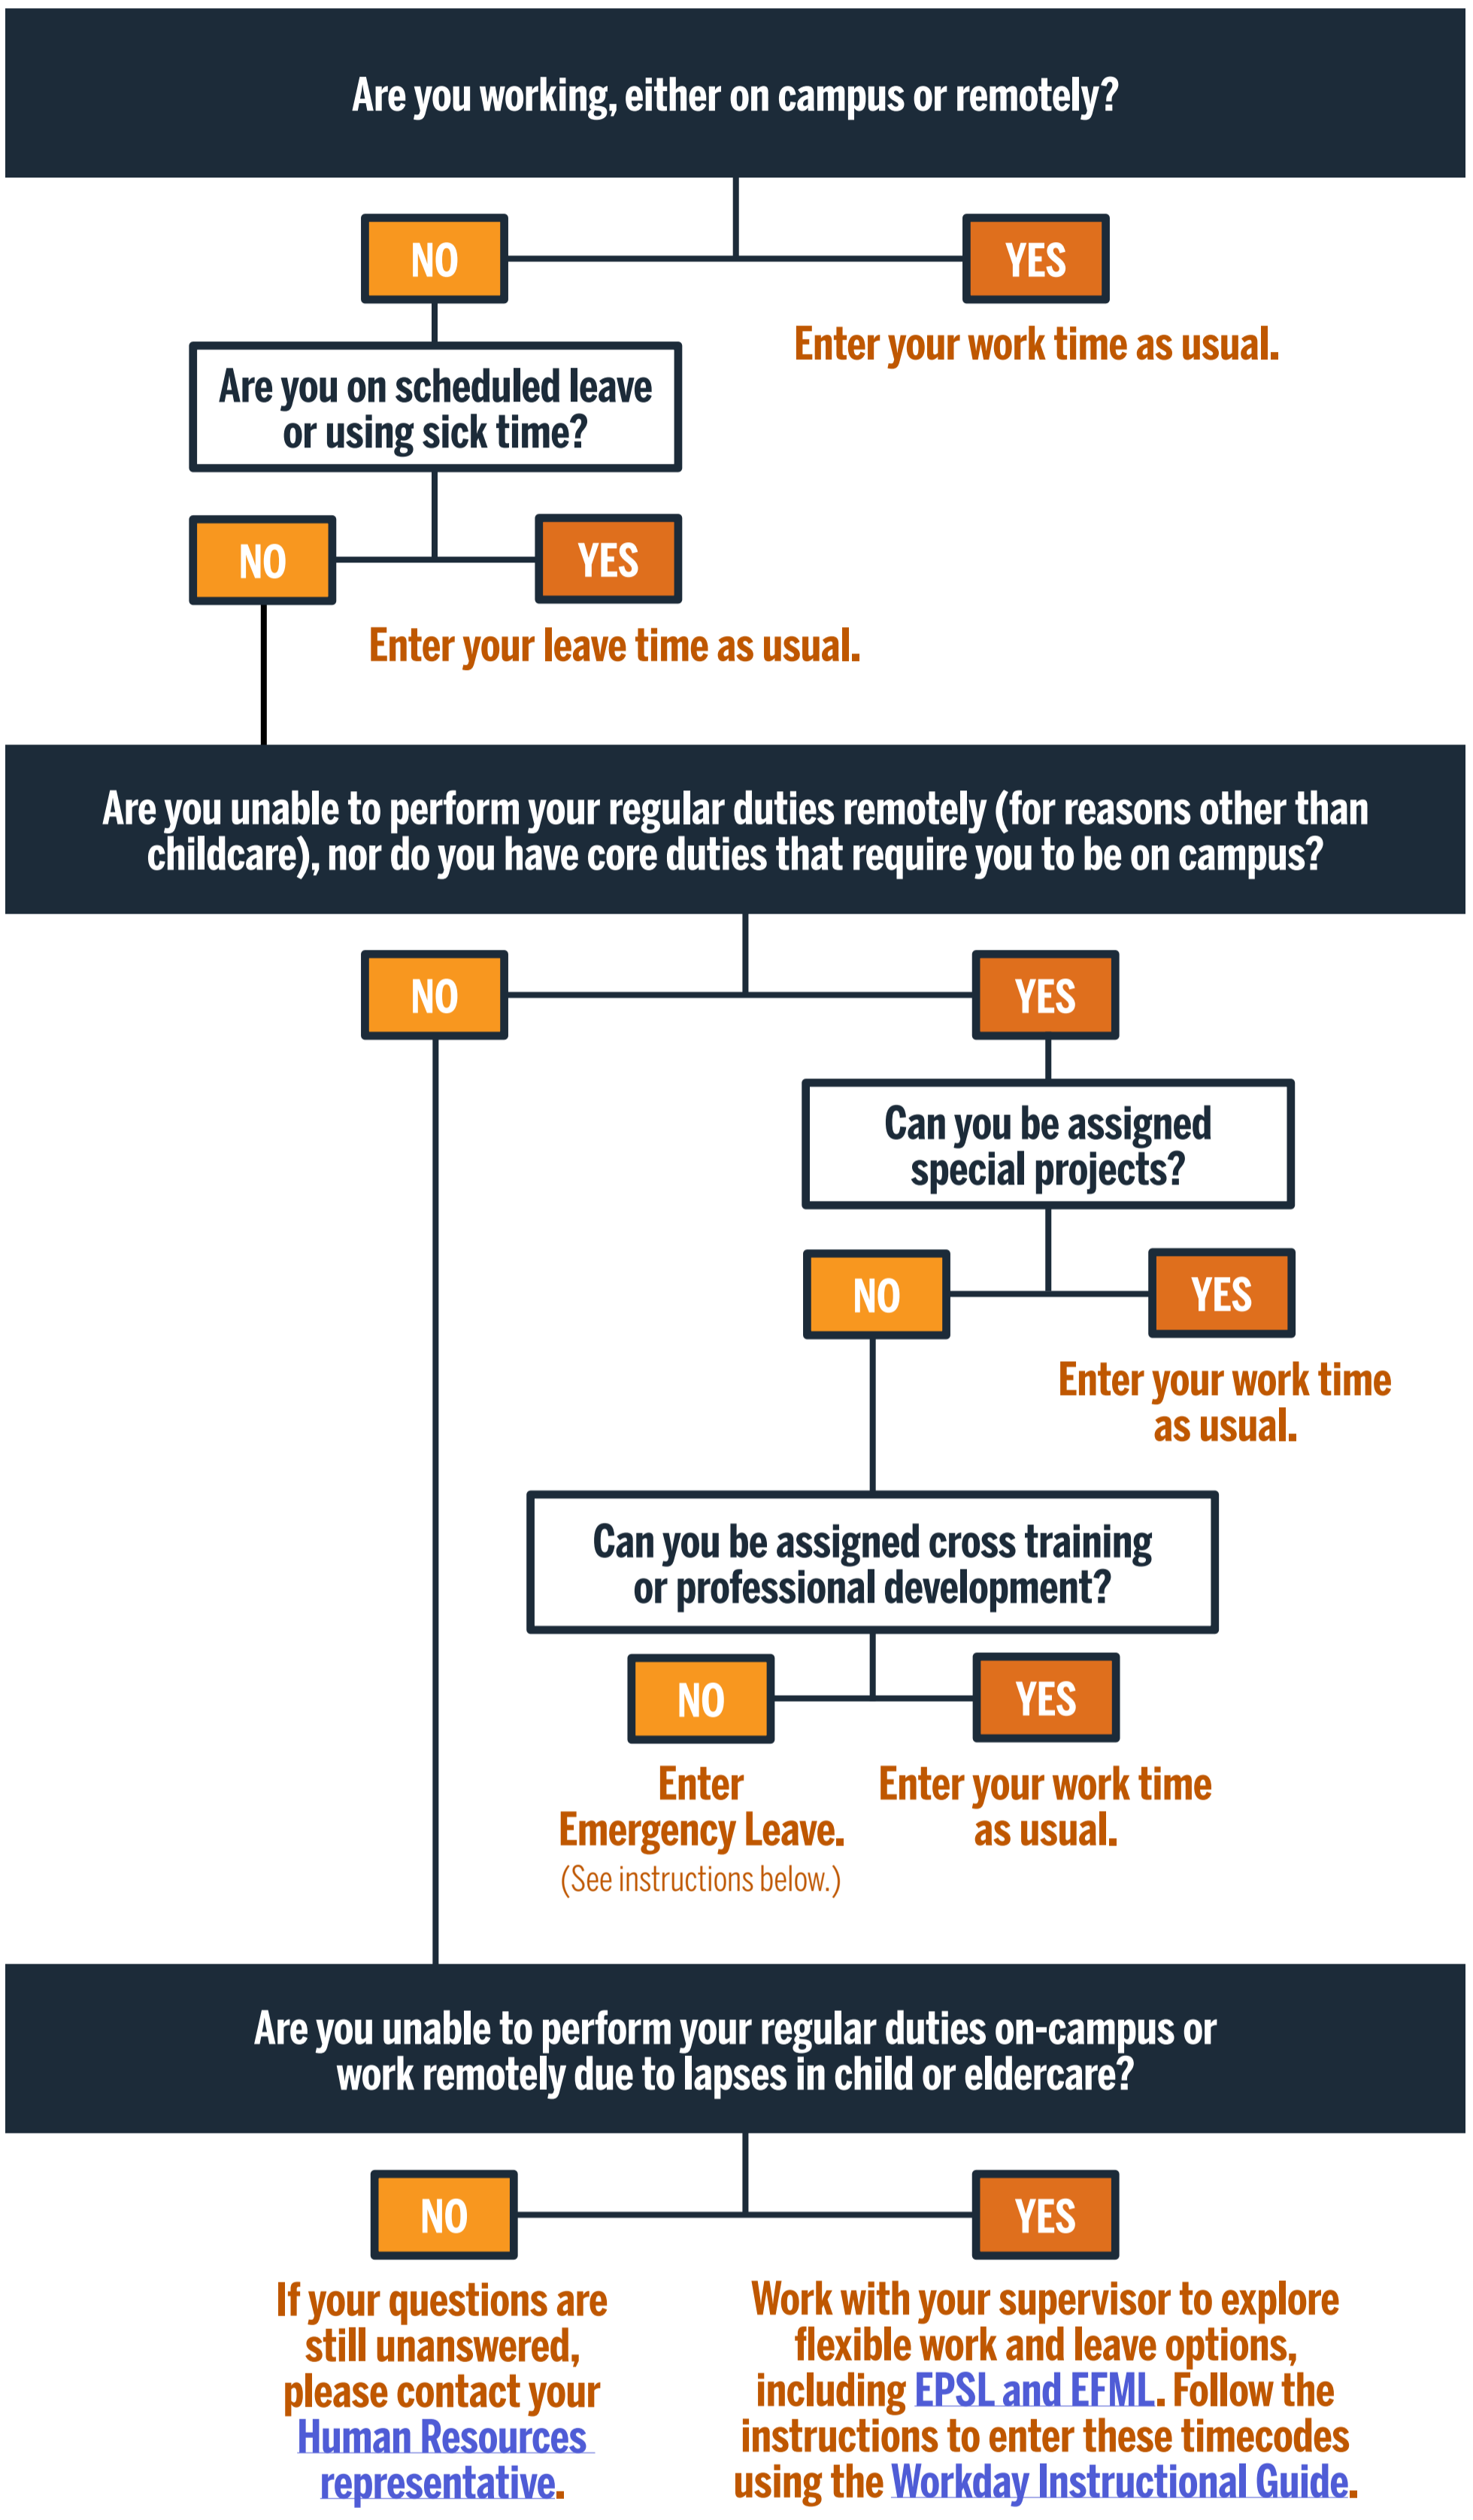 Are you working, either on campus or remotely?
NO
YES
Enter your work time as usual.
Are you on scheduled leave
or using sick time?
NO
YES
Enter your leave time as usual.
Are you unable to perform your regular duties remotely (for reasons other than
childcare), nor do you have core duties that require you to be on campus?
NO
YES
Can you be assigned
special projects?
NO
YES
Enter your work time
as usual.
Can you be assigned cross training
or professional development?
NO
YES
Enter
Emergency Leave.
(See instructions below.)
Enter your work time
as usual.
Are you unable to perform your regular duties on-campus or
work remotely due to lapses in child or eldercare?
NO
YES
If your questions are
still unanswered,
please contact your
Human Resources
representative.
Work with your supervisor to explore
flexible work and leave options,
including EPSL and EFML. Follow the
instructions to enter these timecodes
using the Workday Instructional Guide.